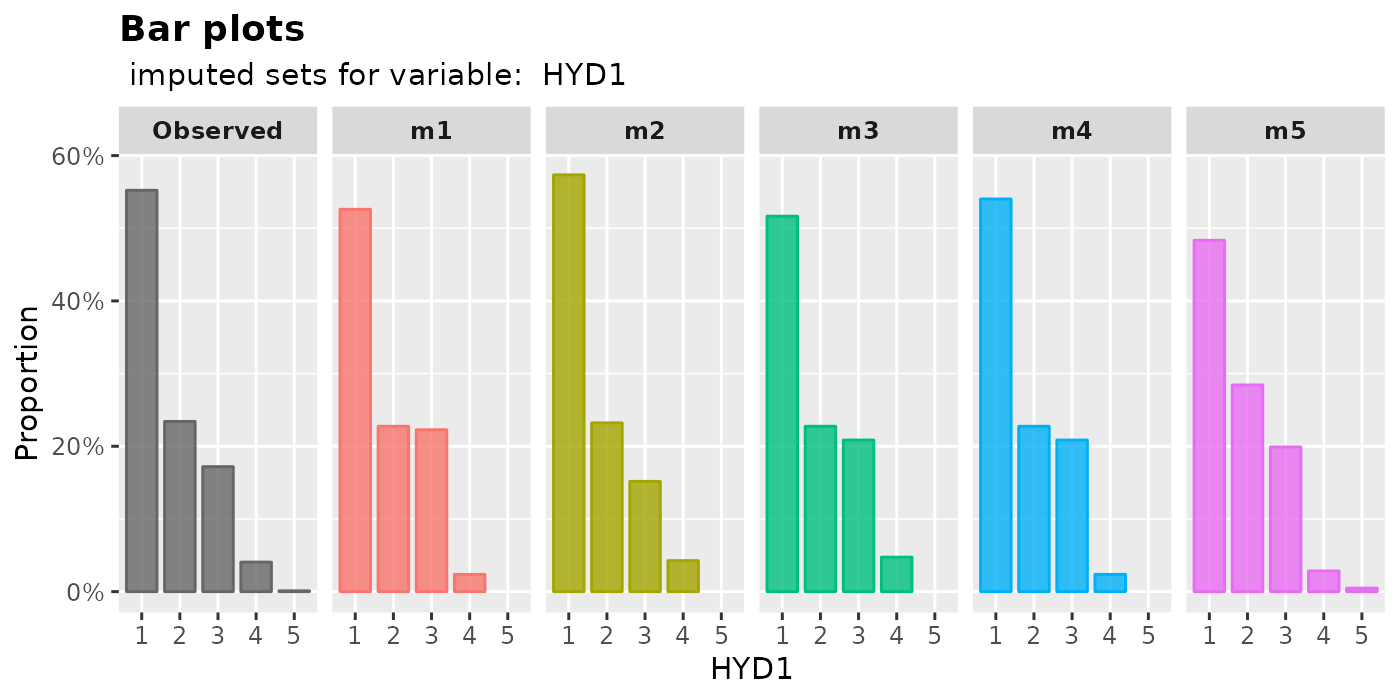 Bar plots
imputed sets for variable:  HYD1
Observed m1 m2 m3 m4 m5
60%
40%
20%
0%
Proportion
1 2 3 4 5 1 2 3 4 5 1 2 3 4 5 1 2 3 4 5 1 2 3 4 5 1 2 3 4 5
HYD1